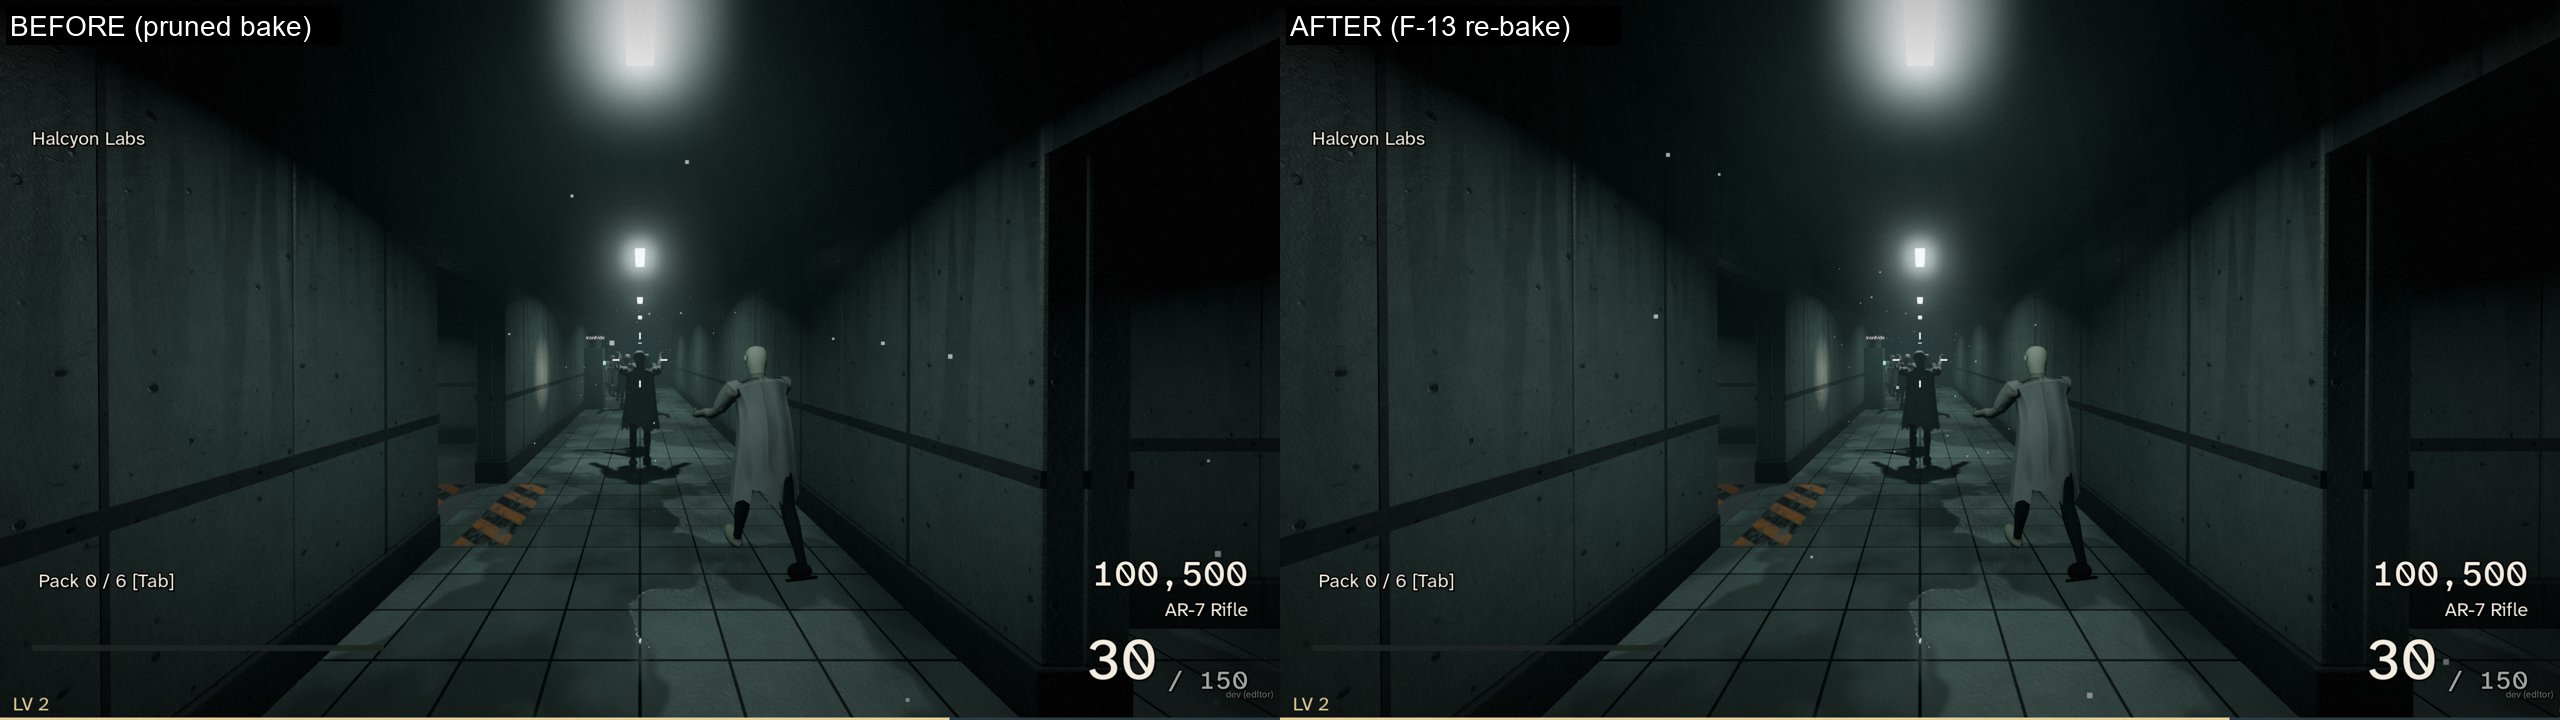 BEFORE (pruned bake)
Halcyon Labs
ironhide
Pack 0 / 6 [Tab]
100,500
AR-7 Rifle
30 / 150
dev (editor)
LV 2
AFTER (F-13 re-bake)
Halcyon Labs
ironhide
Pack 0 / 6 [Tab]
100,500
AR-7 Rifle
30 / 150
dev (editor)
LV 2